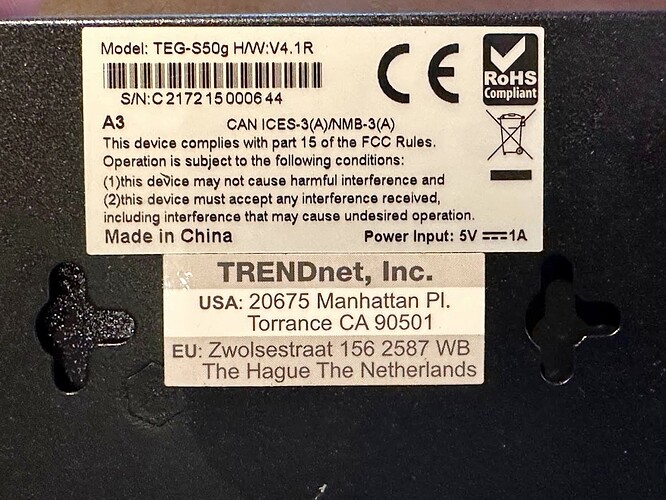 Model: TEG-S50g H/W:V4.1R
S/N:C217215000644
CE
RoHS
Compliant
A3
CAN ICES-3(A)/NMB-3(A)
This device complies with part 15 of the FCC Rules.
Operation is subject to the following conditions:
(1)this device may not cause harmful interference and
(2)this device must accept any interference received,
including interference that may cause undesired operation.
Made in China
Power Input: 5V ⎓1A
TRENDnet, Inc.
USA: 20675 Manhattan Pl.
Torrance CA 90501
EU: Zwolsestraat 156 2587 WB
The Hague The Netherlands